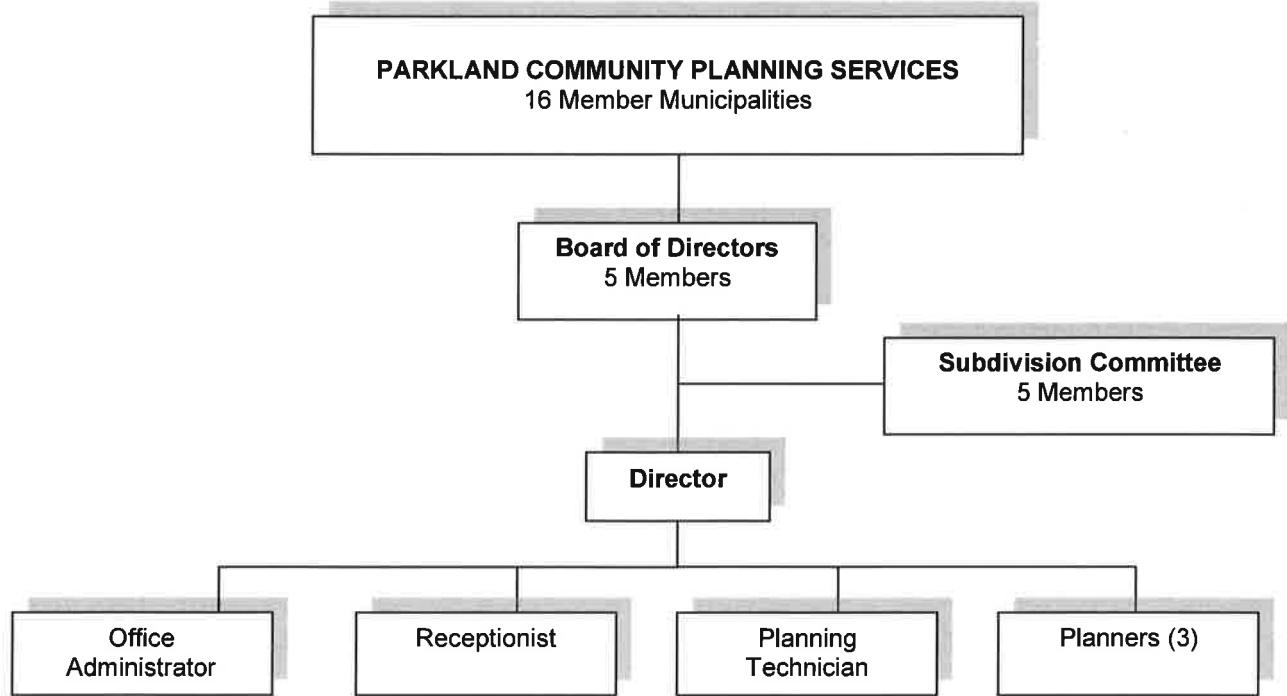 PARKLAND COMMUNITY PLANNING SERVICES
16 Member Municipalities
Board of Directors
5 Members
Subdivision Committee
5 Members
Director
Office
Administrator
Receptionist
Planning
Technician
Planners (3)